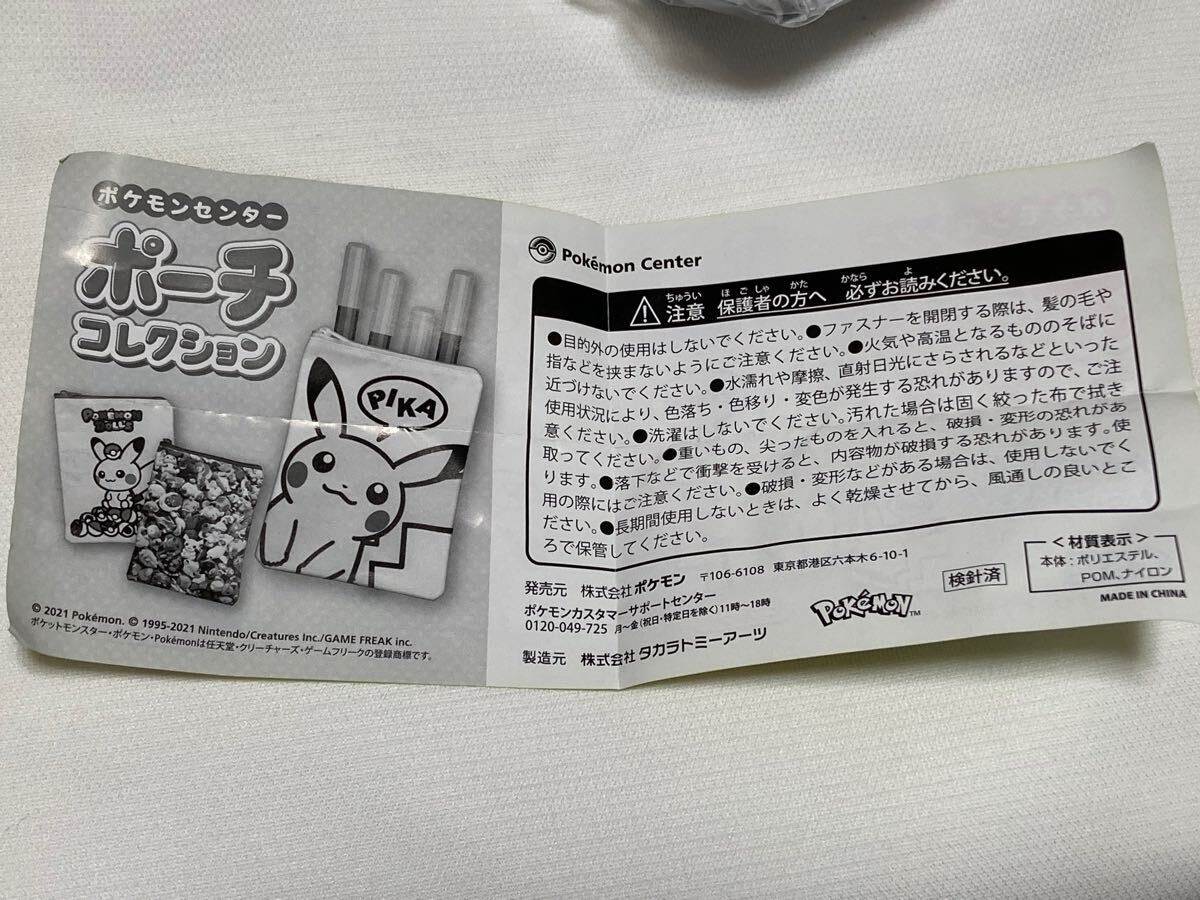 ポケモンセンター
ポーチ
コレクション
PIKA
POKÉMON
DOLLS
© 2021 Pokémon. © 1995-2021 Nintendo/Creatures Inc./GAME FREAK inc.
ポケットモンスター・ポケモン・Pokémonは任天堂・クリーチャーズ・ゲームフリークの登録商標です。
Pokémon Center
ちゅうい ほごしゃ かた かなら よ
注意 保護者の方へ 必ずお読みください。
●目的外の使用はしないでください。●ファスナーを開閉する際は、髪の毛や
指などを挟まないようにご注意ください。●火気や高温となるもののそばに
近づけないでください。●水濡れや摩擦、直射日光にさらされるなどといった
使用状況により、色落ち・色移り・変色が発生する恐れがありますので、ご注
意ください。●洗濯はしないでください。汚れた場合は固く絞った布で拭き
取ってください。●重いもの、尖ったものを入れると、破損・変形の恐れがあ
ります。●落下などで衝撃を受けると、内容物が破損する恐れがあります。使
用の際にはご注意ください。●破損・変形などがある場合は、使用しないでく
ださい。●長期間使用しないときは、よく乾燥させてから、風通しの良いとこ
ろで保管してください。
発売元 株式会社ポケモン 〒106-6108 東京都港区六本木6-10-1
ポケモンカスタマーサポートセンター
0120-049-725 月〜金(祝日・特定日を除く)11時〜18時
製造元 株式会社タカラトミーアーツ
POKÉMON™
検針済
<材質表示>
本体：ポリエステル、
POM、ナイロン
MADE IN CHINA